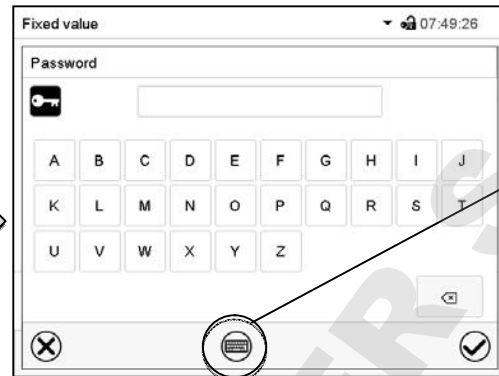 Fixed value 07:49:26
Password
A B C D E F G H I J
K L M N O P Q R S T
U V W X Y Z